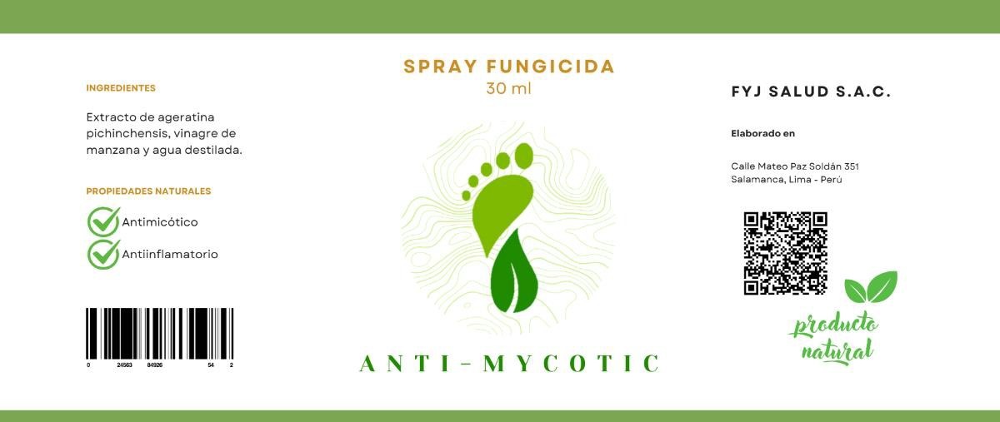 INGREDIENTES
Extracto de ageratina
pichinchensis, vinagre de
manzana y agua destilada.
PROPIEDADES NATURALES
Antimicótico
Antiinflamatorio
0 24563 84926 54 2
SPRAY FUNGICIDA
30 ml
ANTI-MYCOTIC
FYJ SALUD S.A.C.
Elaborado en
Calle Mateo Paz Soldán 351
Salamanca, Lima - Perú
producto
natural